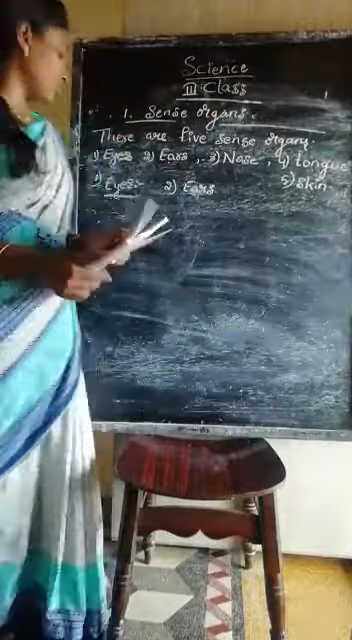 Science
III Class
1. Sense organs.
There are five sense organs.
1) Eyes 2) Ears, 3) Nose, 4) tongue
5) skin
1) Eyes:- 2) Ears